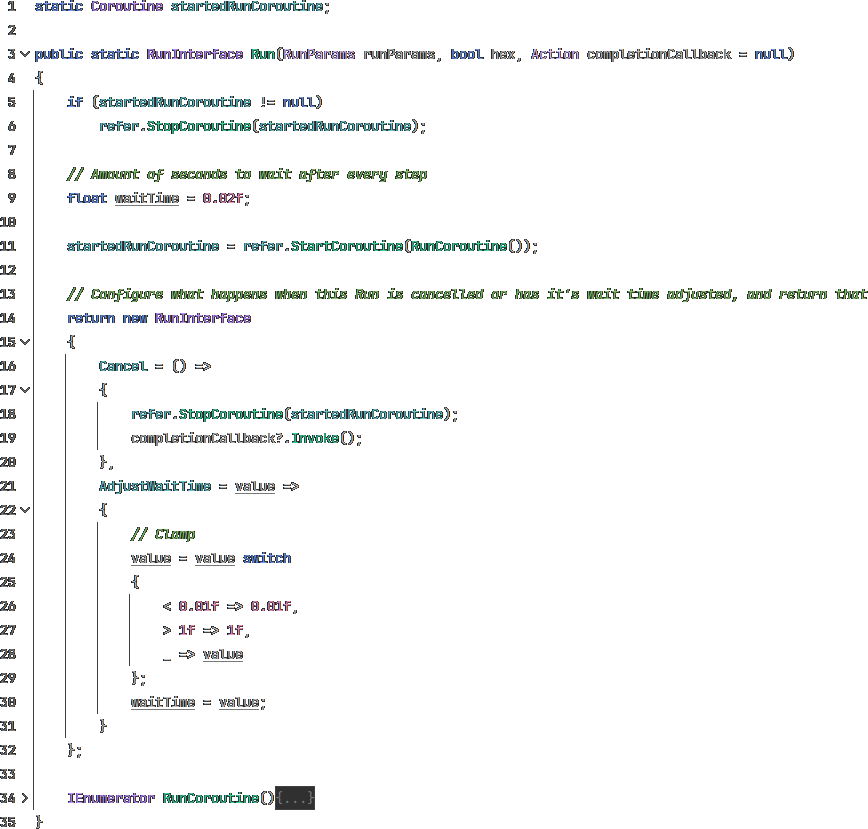 1 static Coroutine startedRunCoroutine;
2
3 public static RunInterface Run(RunParams runParams, bool hex, Action completionCallback = null)
4 {
5 if (startedRunCoroutine != null)
6 refer.StopCoroutine(startedRunCoroutine);
7
8 // Amount of seconds to wait after every step
9 float waitTime = 0.02f;
10
11 startedRunCoroutine = refer.StartCoroutine(RunCoroutine());
12
13 // Configure what happens when this Run is cancelled or has it's wait time adjusted, and return that
14 return new RunInterface
15 {
16 Cancel = () =>
17 {
18 refer.StopCoroutine(startedRunCoroutine);
19 completionCallback?.Invoke();
20 },
21 AdjustWaitTime = value =>
22 {
23 // Clamp
24 value = value switch
25 {
26 < 0.01f => 0.01f,
27 > 1f => 1f,
28 _ => value
29 };
30 waitTime = value;
31 }
32 };
33
34 IEnumerator RunCoroutine(){...}
35 }